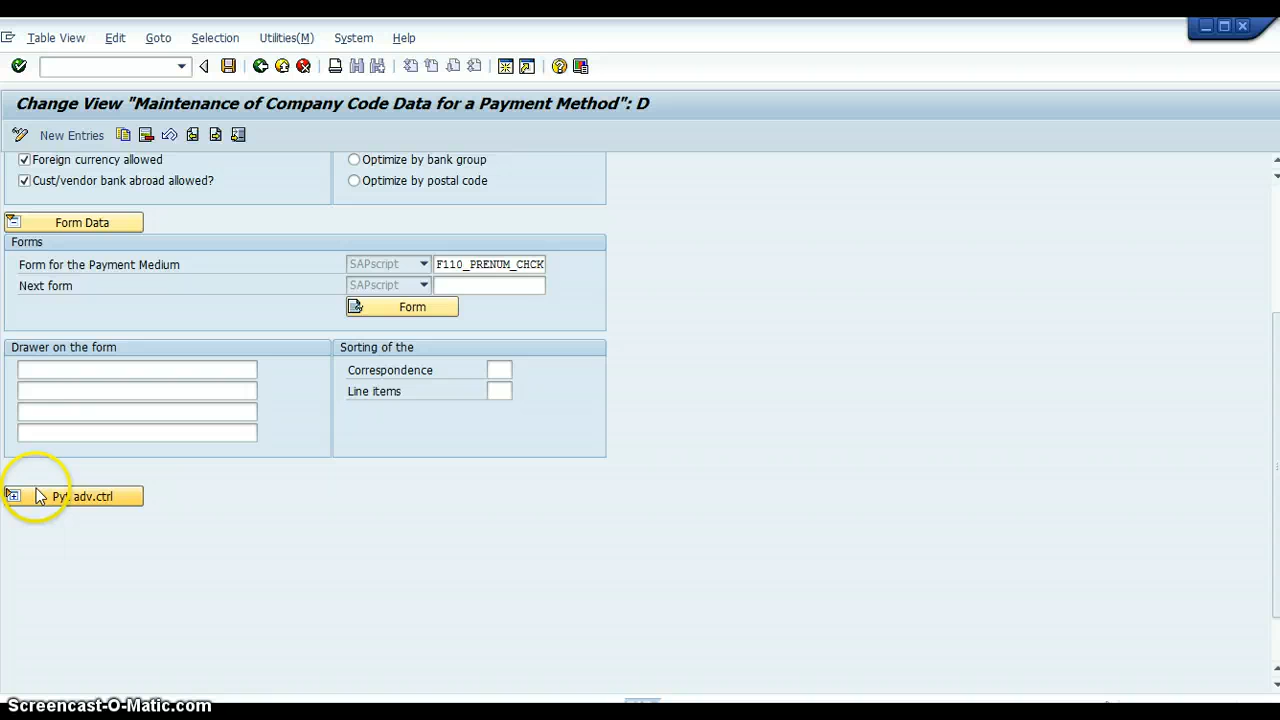 Table View Edit Goto Selection Utilities(M) System Help
Change View "Maintenance of Company Code Data for a Payment Method": D
New Entries
Foreign currency allowed Optimize by bank group
Cust/vendor bank abroad allowed? Optimize by postal code
Form Data
Forms
Form for the Payment Medium SAPscript F110_PRENUM_CHCK
Next form SAPscript
Form
Drawer on the form Sorting of the
Correspondence
Line items
Pyt adv.ctrl
Screencast-O-Matic.com